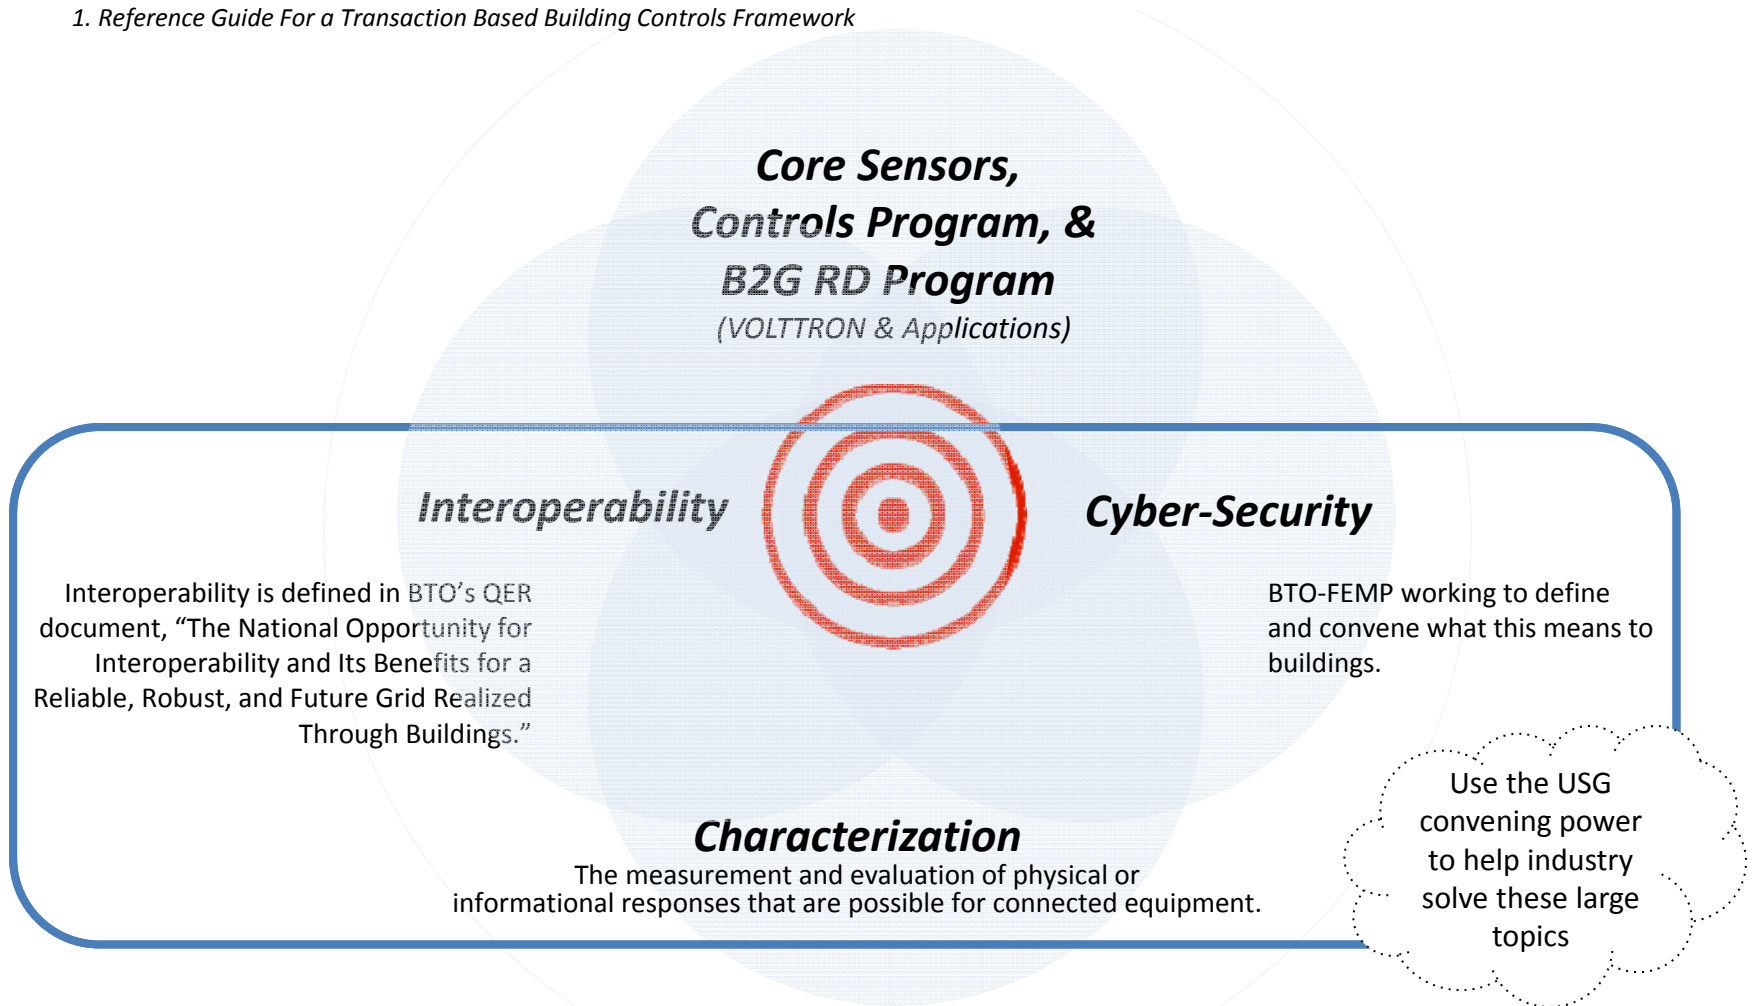 1. Reference Guide For a Transaction Based Building Controls Framework
Core Sensors,
Controls Program, &
B2G RD Program
(VOLTTRON & Applications)
Interoperability
Interoperability is defined in BTO’s QER
document, “The National Opportunity for
Interoperability and Its Benefits for a
Reliable, Robust, and Future Grid Realized
Through Buildings.”
Cyber-Security
BTO-FEMP working to define
and convene what this means to
buildings.
Characterization
The measurement and evaluation of physical or
informational responses that are possible for connected equipment.
Use the USG
convening power
to help industry
solve these large
topics